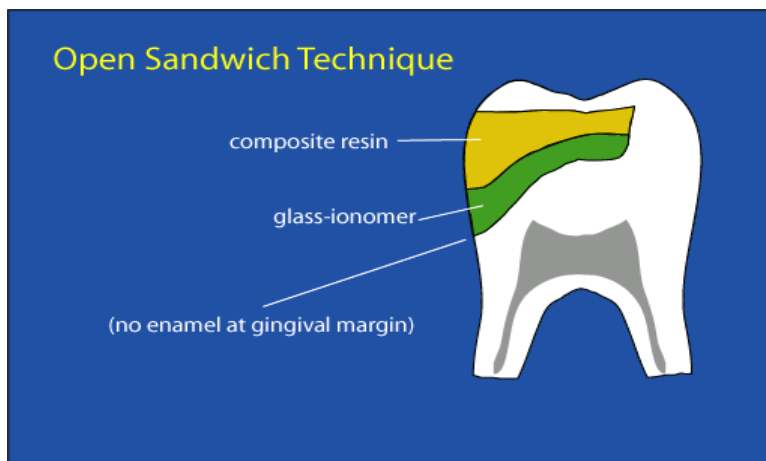 Open Sandwich Technique
composite resin
glass-ionomer
(no enamel at gingival margin)